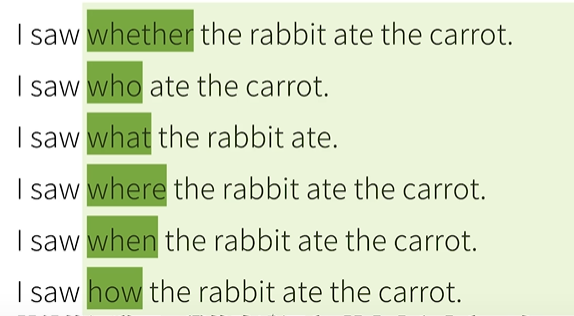 I saw whether the rabbit ate the carrot.
I saw who ate the carrot.
I saw what the rabbit ate.
I saw where the rabbit ate the carrot.
I saw when the rabbit ate the carrot.
I saw how the rabbit ate the carrot.